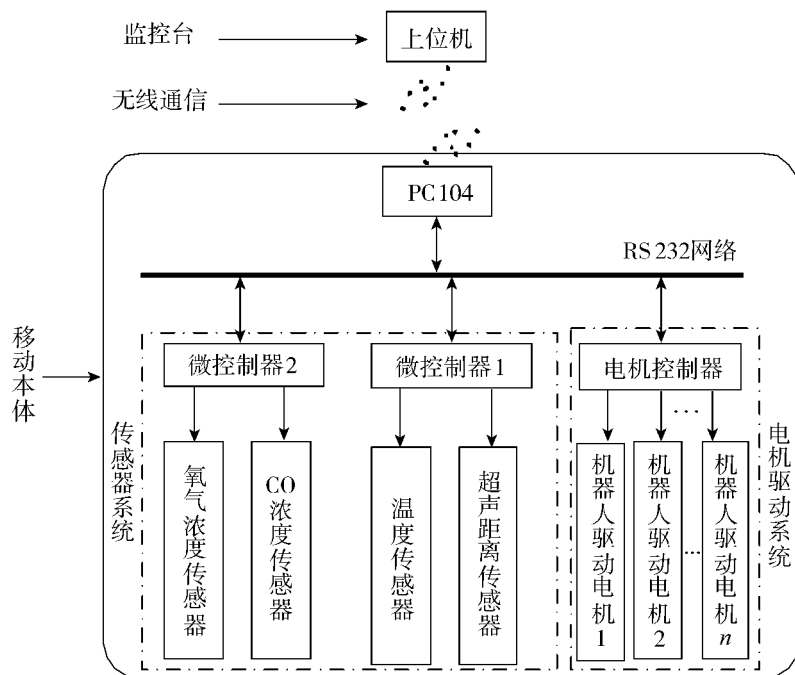 监控台
上位机
无线通信
PC104
RS232网络
移动本体
微控制器2
微控制器1
电机控制器
传感器系统
氧气浓度传感器
CO浓度传感器
温度传感器
超声距离传感器
…
机器人驱动电机1
机器人驱动电机2
…
机器人驱动电机n
电机驱动系统